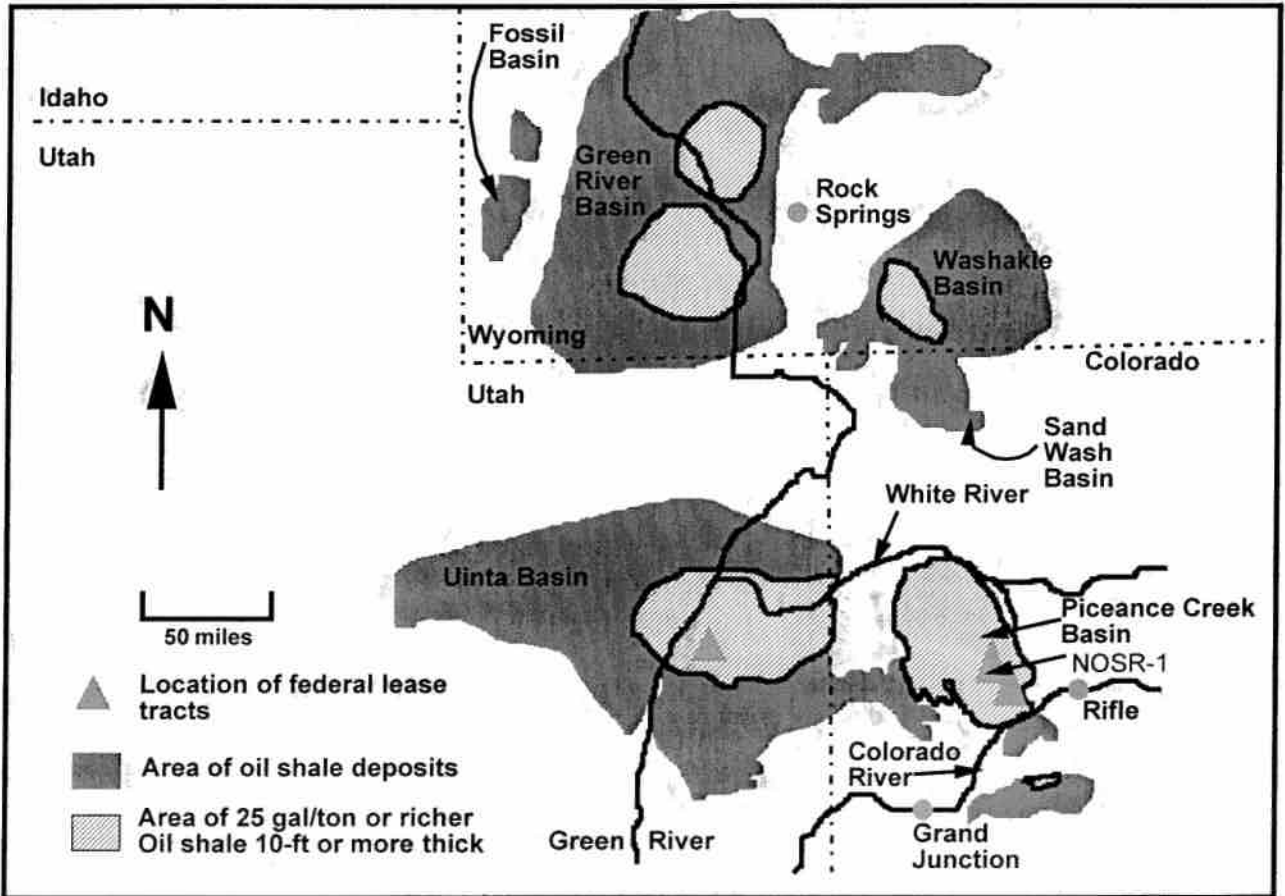 Fossil
Basin
Idaho
Utah
Green
River
Basin
Rock
Springs
Washakle
Basin
N
Wyoming
Colorado
Utah
Sand
Wash
Basin
White River
Uinta Basin
50 miles
Piceance Creek
Basin
NOSR-1
Rifle
Location of federal lease
tracts
Area of oil shale deposits
Colorado
River
Area of 25 gal/ton or richer
Oil shale 10-ft or more thick
Green River
Grand
Junction